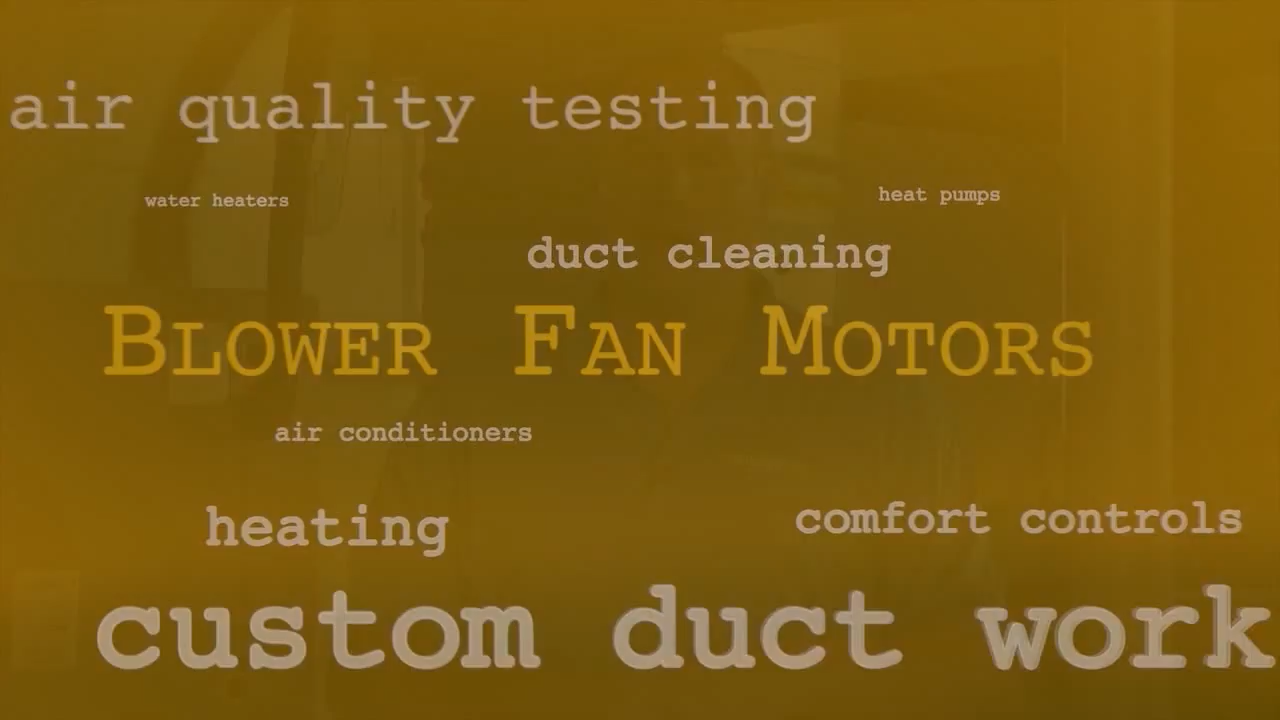 air quality testing
water heaters
heat pumps
duct cleaning
Blower Fan Motors
air conditioners
heating
comfort controls
custom duct work